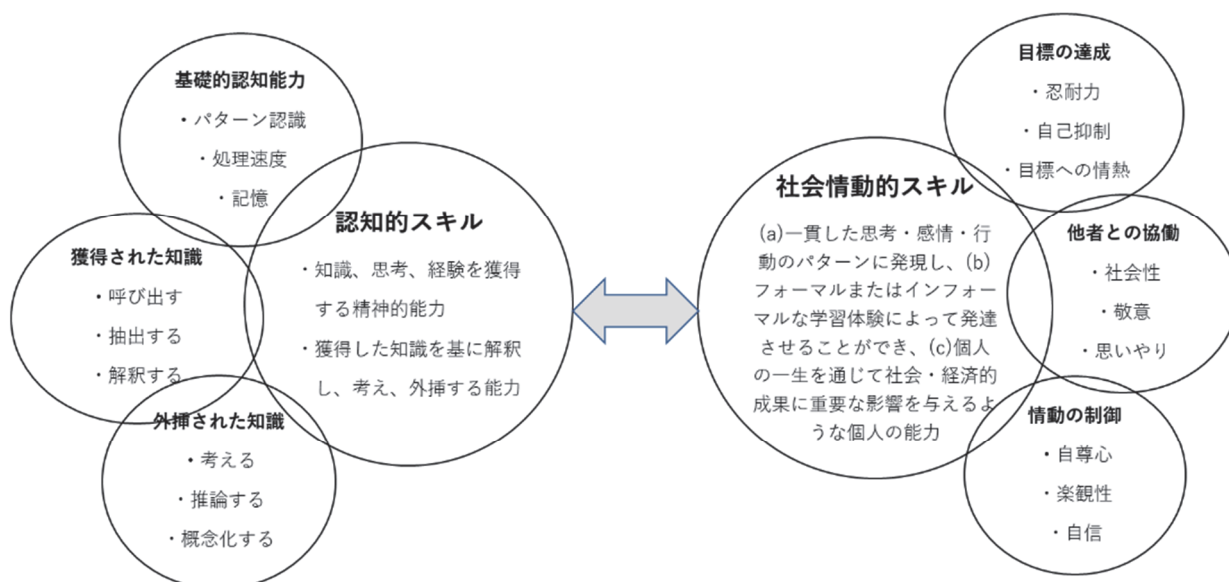 基礎的認知能力
・パターン認識
・処理速度
・記憶
獲得された知識
・呼び出す
・抽出する
・解釈する
外挿された知識
・考える
・推論する
・概念化する
認知的スキル
・知識、思考、経験を獲得
する精神的能力
・獲得した知識を基に解釈
し、考え、外挿する能力
社会情動的スキル
(a)一貫した思考・感情・行
動のパターンに発現し、(b)
フォーマルまたはインフォー
マルな学習体験によって発達
させることができ、(c)個人
の一生を通じて社会・経済的
成果に重要な影響を与えるよ
うな個人の能力
目標の達成
・忍耐力
・自己抑制
・目標への情熱
他者との協働
・社会性
・敬意
・思いやり
情動の制御
・自尊心
・楽観性
・自信